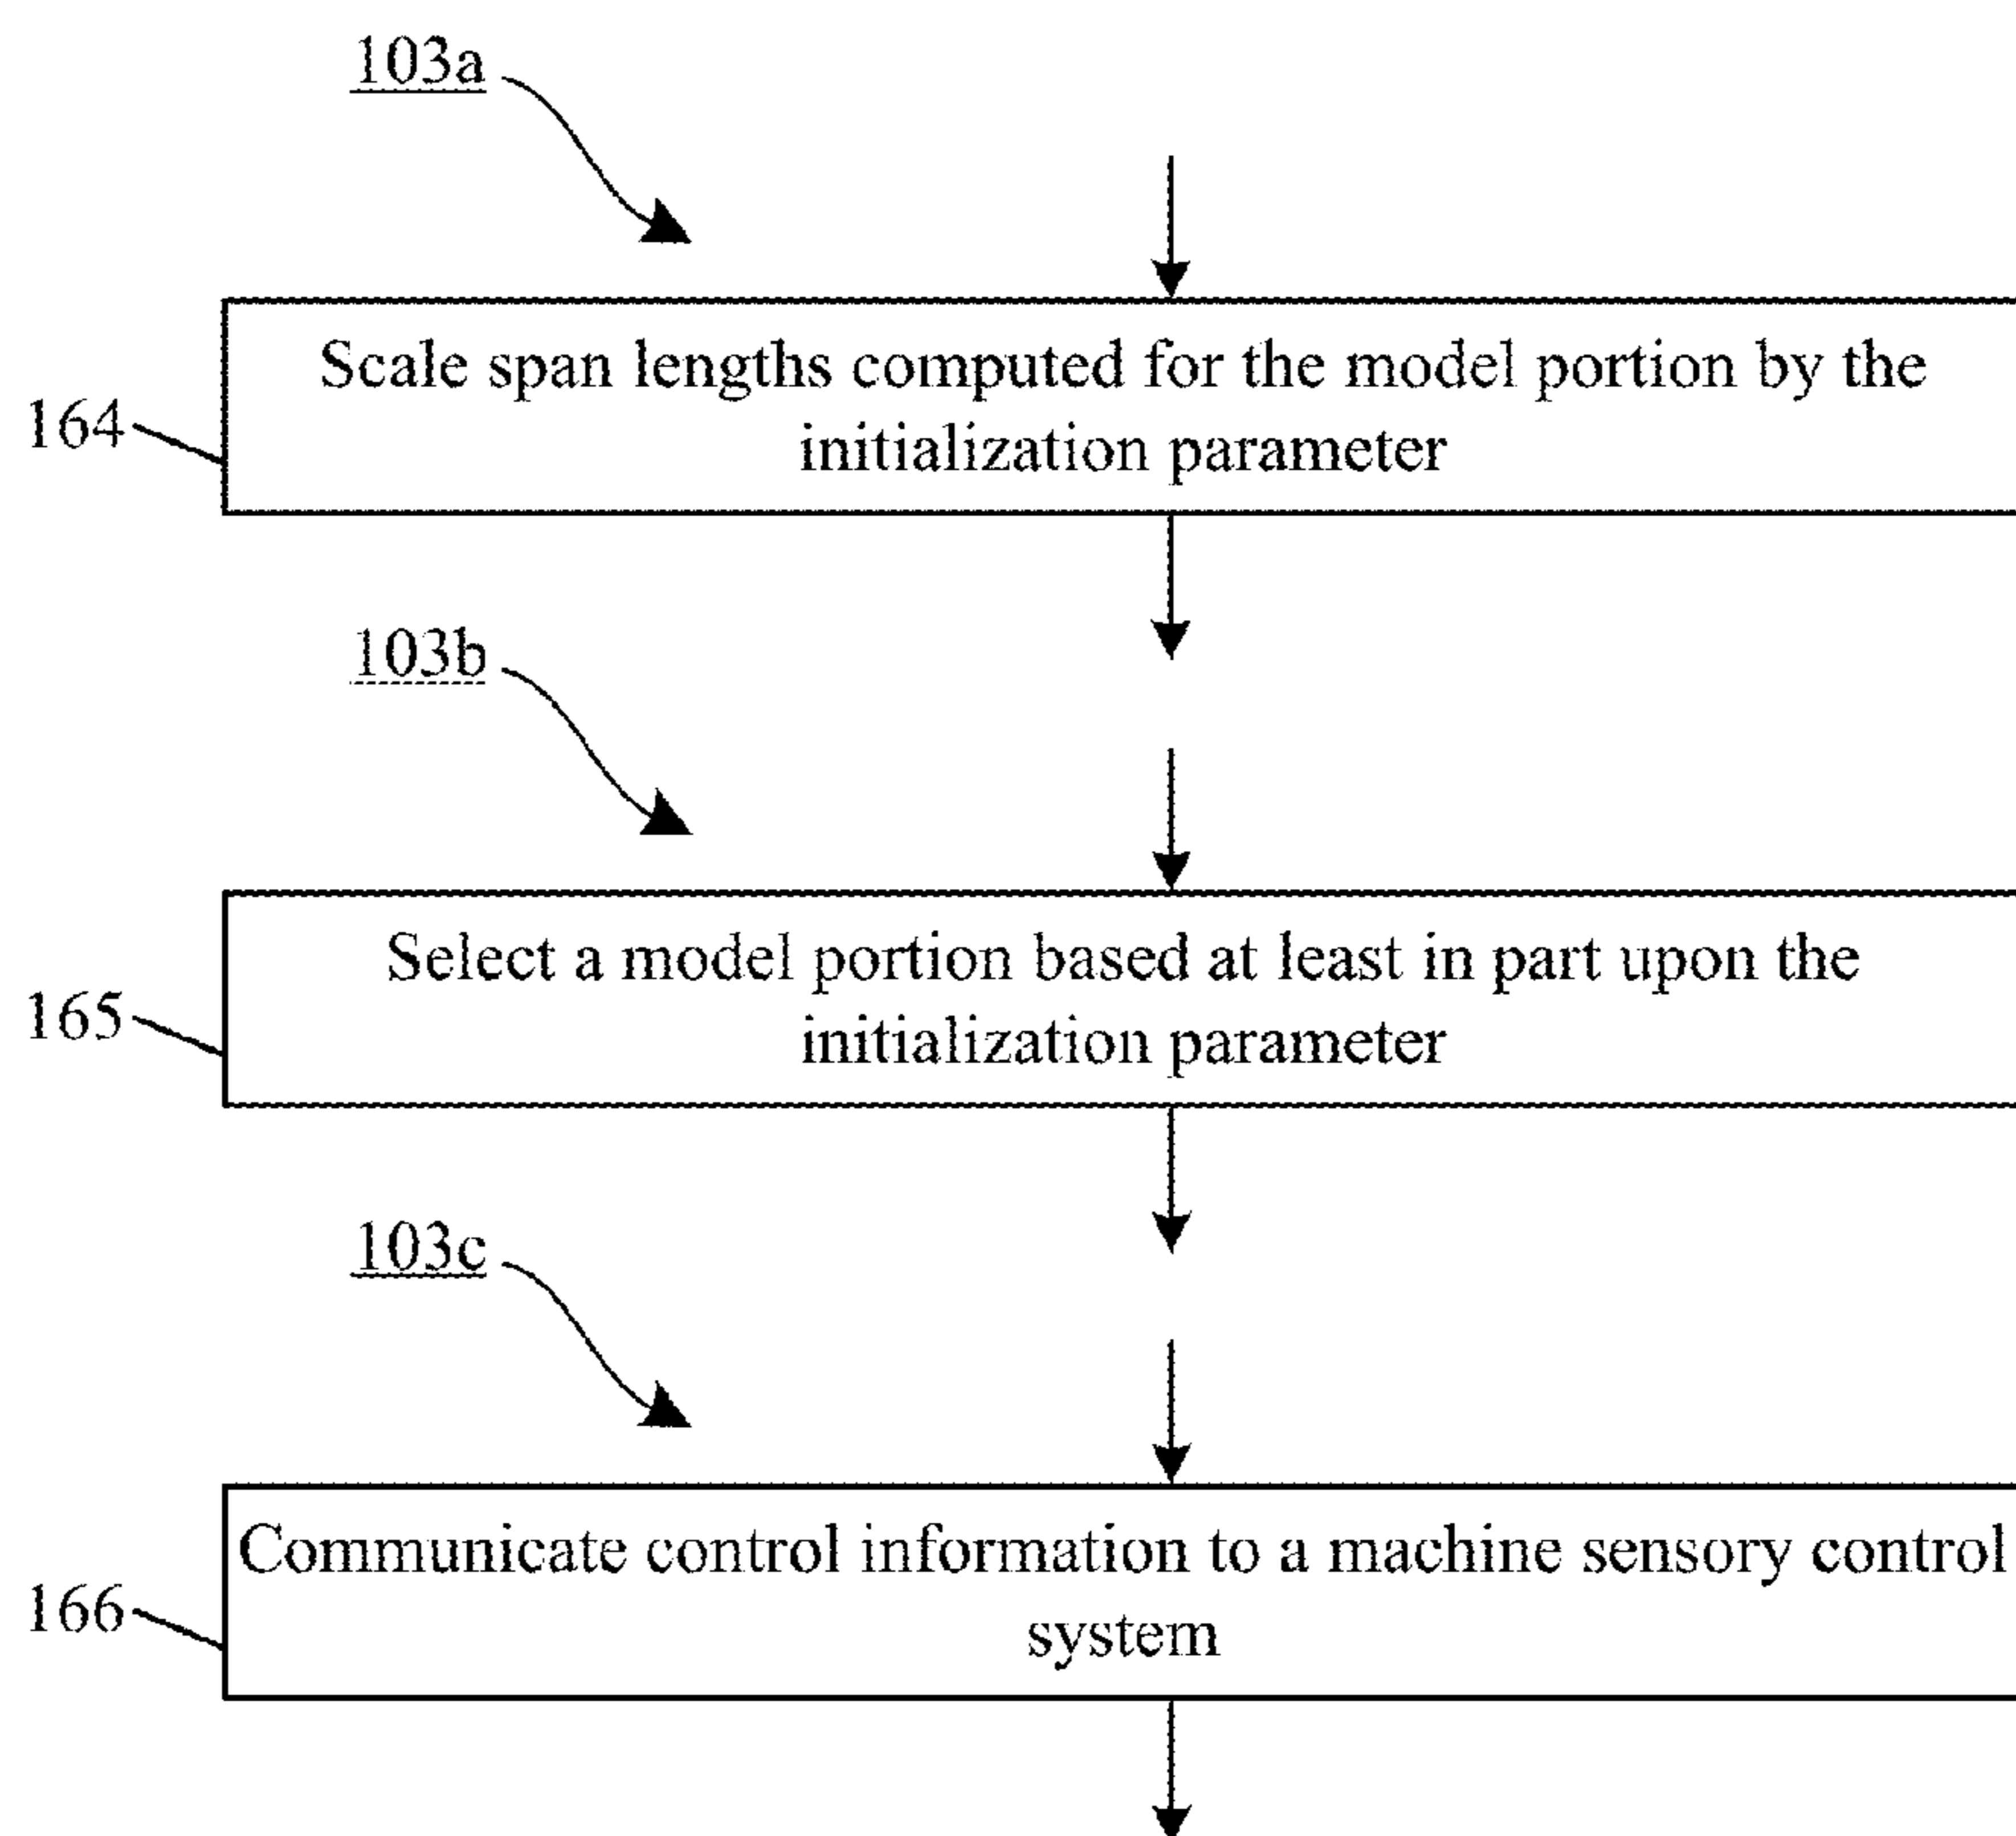 103a
Scale span lengths computed for the model portion by the
164
initialization parameter
103b
Select a model portion based at least in part upon the
165
initialization parameter
103c
Communicate control information to a machine sensory control
166
system